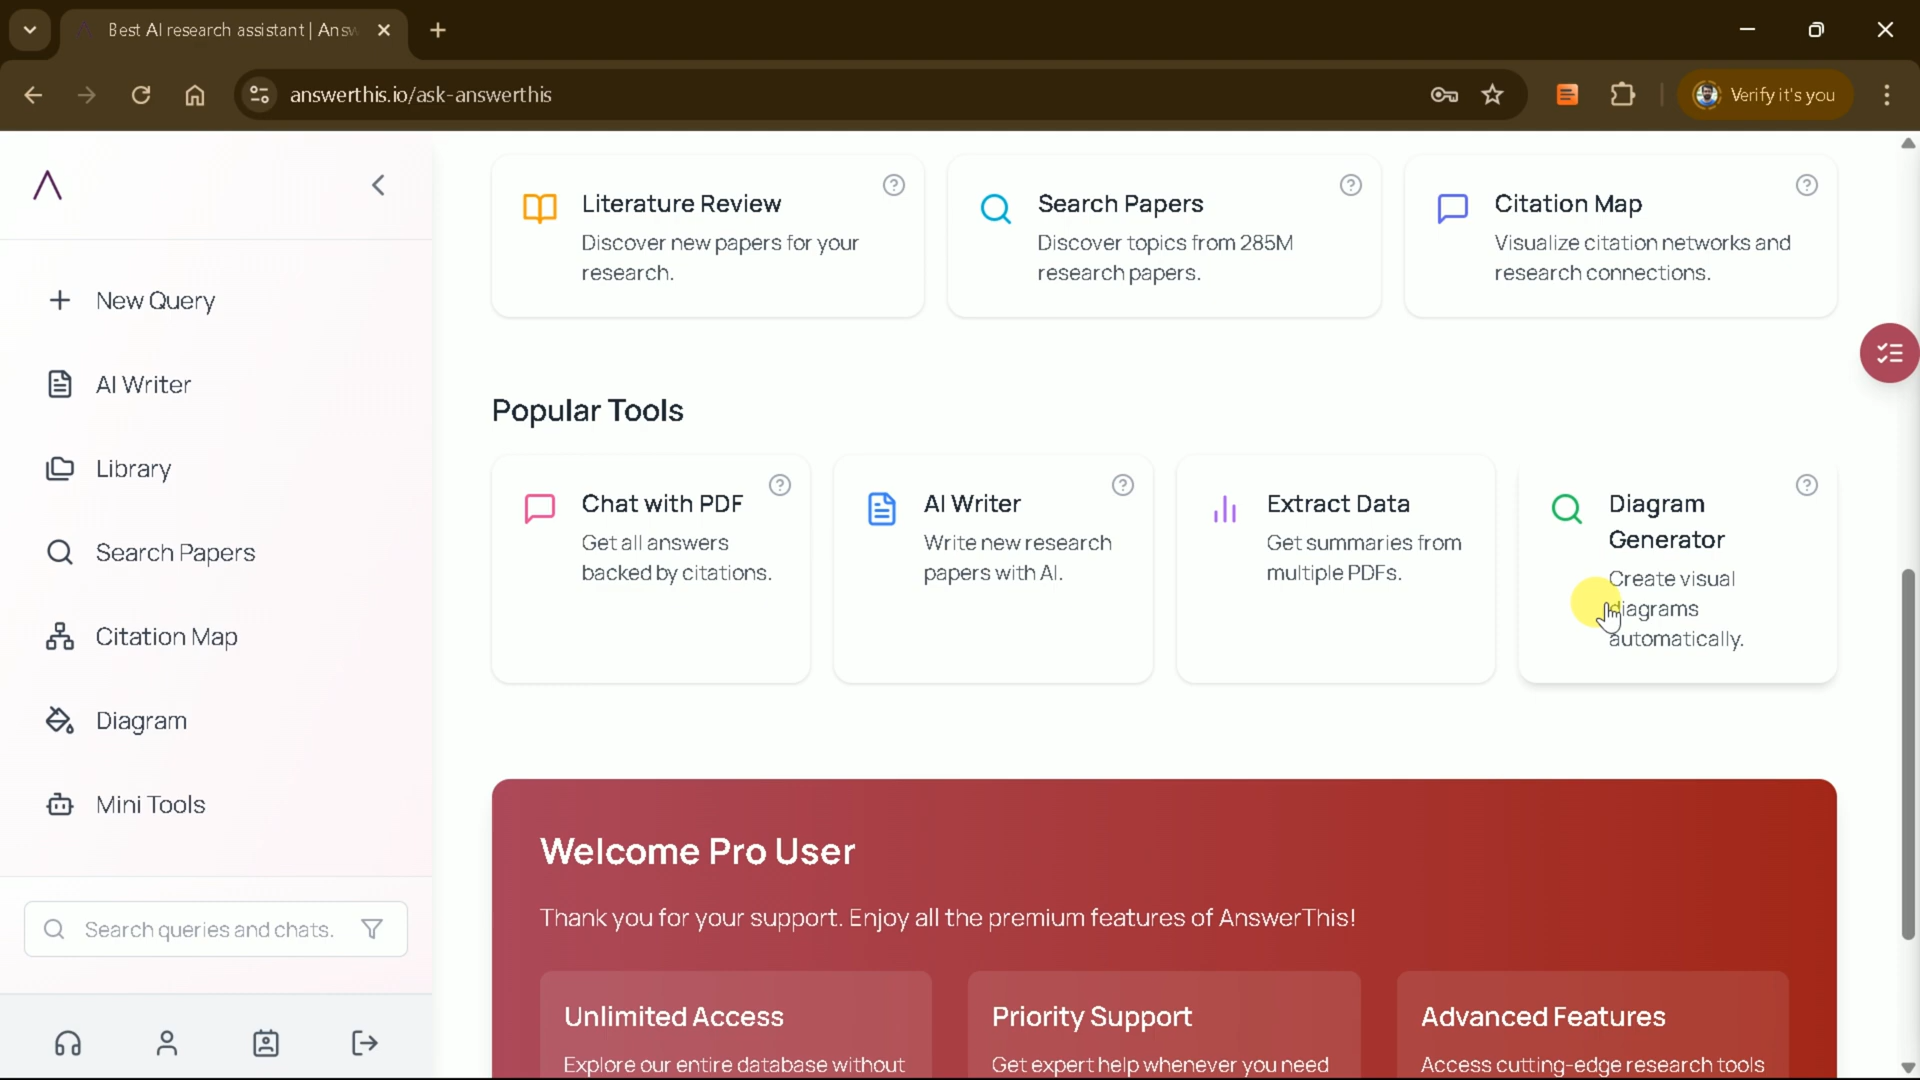 Best AI research assistant | Answ
answerthis.io/ask-answerthis
Verify it's you
New Query
AI Writer
Library
Search Papers
Citation Map
Diagram
Mini Tools
Search queries and chats.
Literature Review
Discover new papers for your
research.
Search Papers
Discover topics from 285M
research papers.
Citation Map
Visualize citation networks and
research connections.
Popular Tools
Chat with PDF
Get all answers
backed by citations.
AI Writer
Write new research
papers with AI.
Extract Data
Get summaries from
multiple PDFs.
Diagram
Generator
Create visual
diagrams
automatically.
Welcome Pro User
Thank you for your support. Enjoy all the premium features of AnswerThis!
Unlimited Access
Explore our entire database without
Priority Support
Get expert help whenever you need
Advanced Features
Access cutting-edge research tools